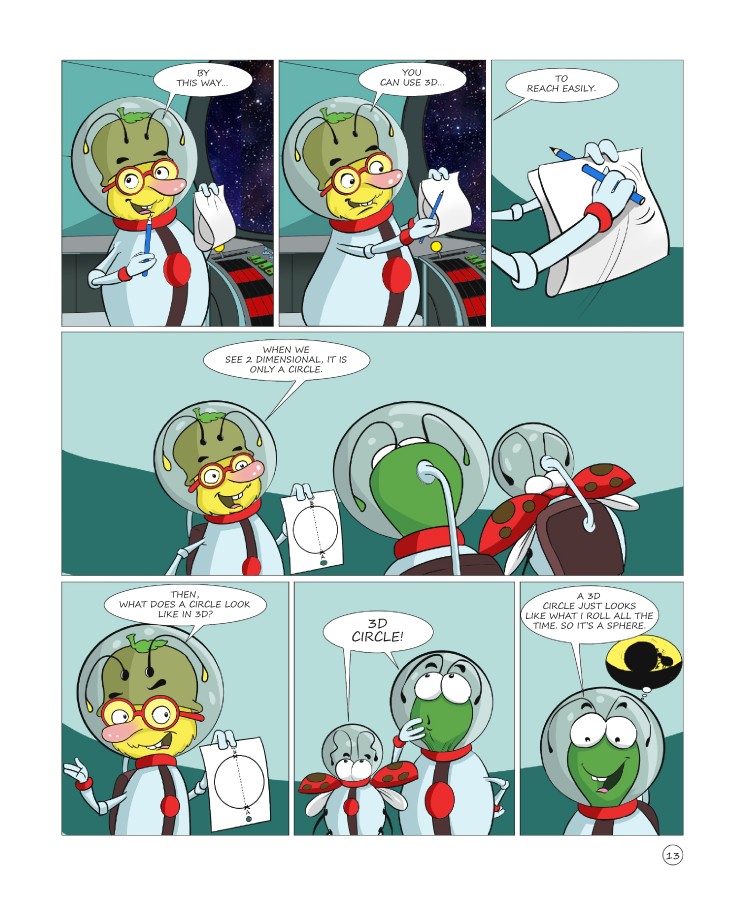 BY
THIS WAY...
YOU
CAN USE 3D...
TO
REACH EASILY.
WHEN WE
SEE 2 DIMENSIONAL, IT IS
ONLY A CIRCLE.
THEN,
WHAT DOES A CIRCLE LOOK
LIKE IN 3D?
3D
CIRCLE!
A 3D
CIRCLE JUST LOOKS
LIKE WHAT I ROLL ALL THE
TIME. SO IT'S A SPHERE.
13